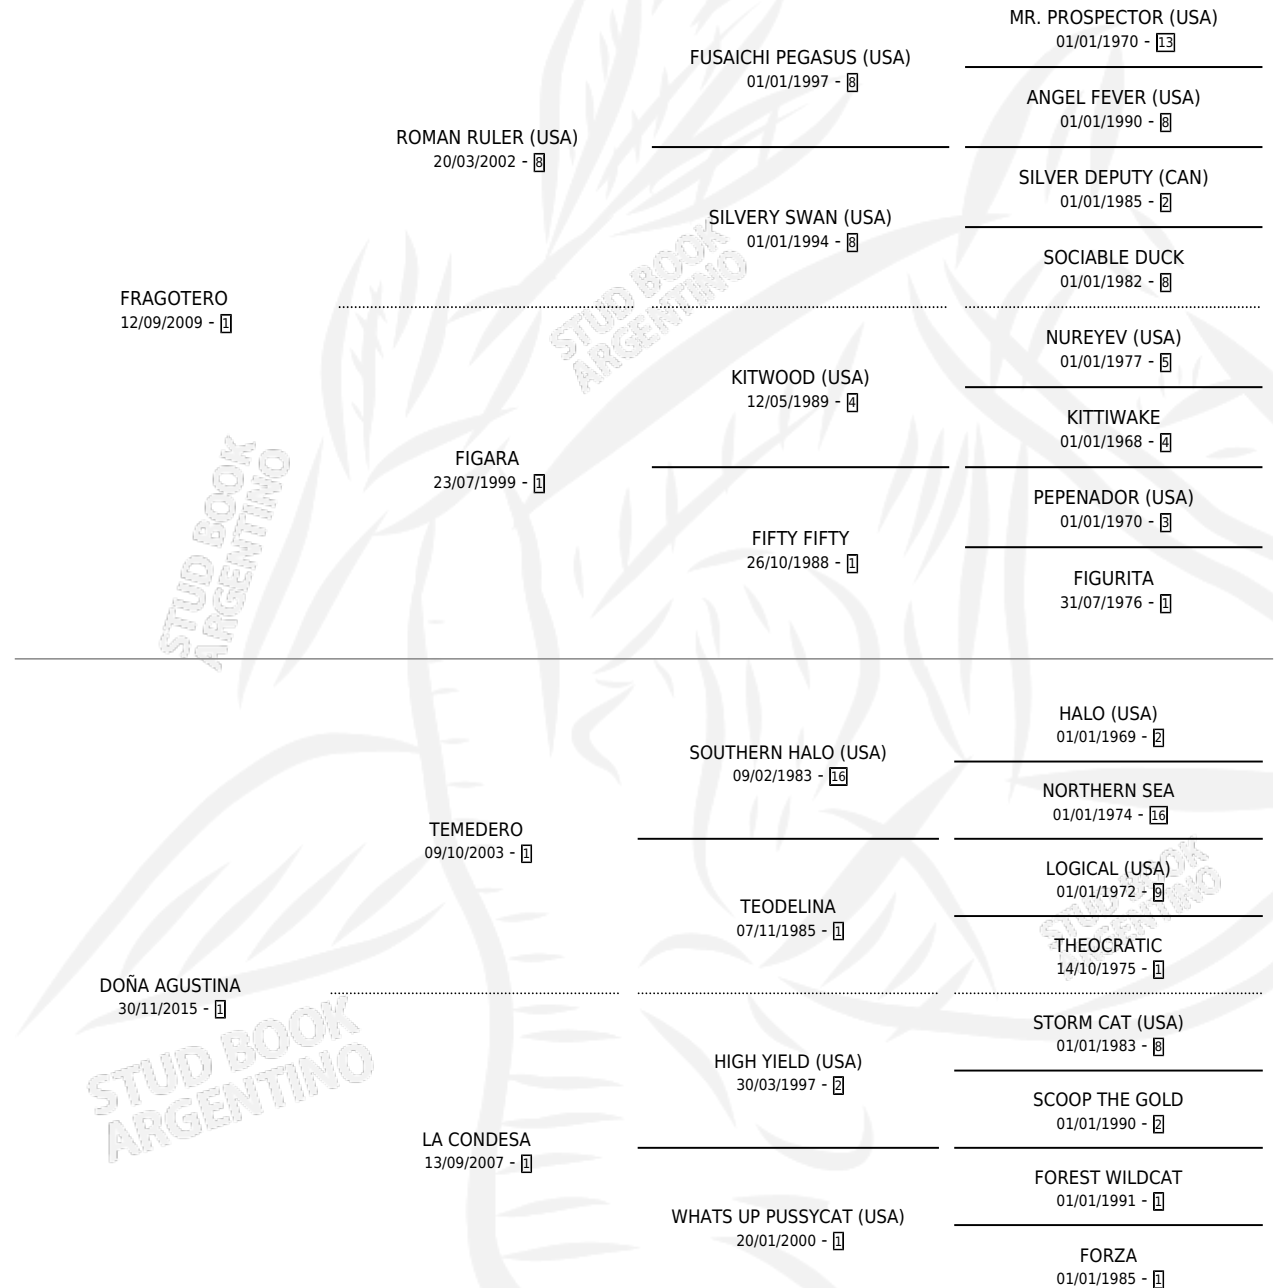 MR. PROSPECTOR (USA)
01/01/1970 - 13
FUSAICHI PEGASUS (USA)
01/01/1997 - 8
ANGEL FEVER (USA)
01/01/1990 - 8
ROMAN RULER (USA)
20/03/2002 - 8
SILVER DEPUTY (CAN)
01/01/1985 - 2
SILVERY SWAN (USA)
01/01/1994 - 8
SOCIABLE DUCK
01/01/1982 - 8
STUD BOOK
ARGENTINO
FRAGOTERO
12/09/2009 - 1
NUREYEV (USA)
01/01/1977 - 5
KITWOOD (USA)
12/05/1989 - 4
KITTIWAKE
01/01/1968 - 4
FIGARA
23/07/1999 - 1
PEPENADOR (USA)
01/01/1970 - 3
FIFTY FIFTY
26/10/1988 - 1
FIGURITA
31/07/1976 - 1
STUD BOOK
ARGENTINO
HALO (USA)
01/01/1969 - 2
SOUTHERN HALO (USA)
09/02/1983 - 16
NORTHERN SEA
01/01/1974 - 16
TEMEDERO
09/10/2003 - 1
LOGICAL (USA)
01/01/1972 - 9
TEODELINA
07/11/1985 - 1
THEOCRATIC
14/10/1975 - 1
STUD BOOK
ARGENTINO
DOÑA AGUSTINA
30/11/2015 - 1
STORM CAT (USA)
01/01/1983 - 8
HIGH YIELD (USA)
30/03/1997 - 2
SCOOP THE GOLD
01/01/1990 - 2
STUD BOOK
ARGENTINO
LA CONDESA
13/09/2007 - 1
FOREST WILDCAT
01/01/1991 - 1
WHATS UP PUSSYCAT (USA)
20/01/2000 - 1
FORZA
01/01/1985 - 1